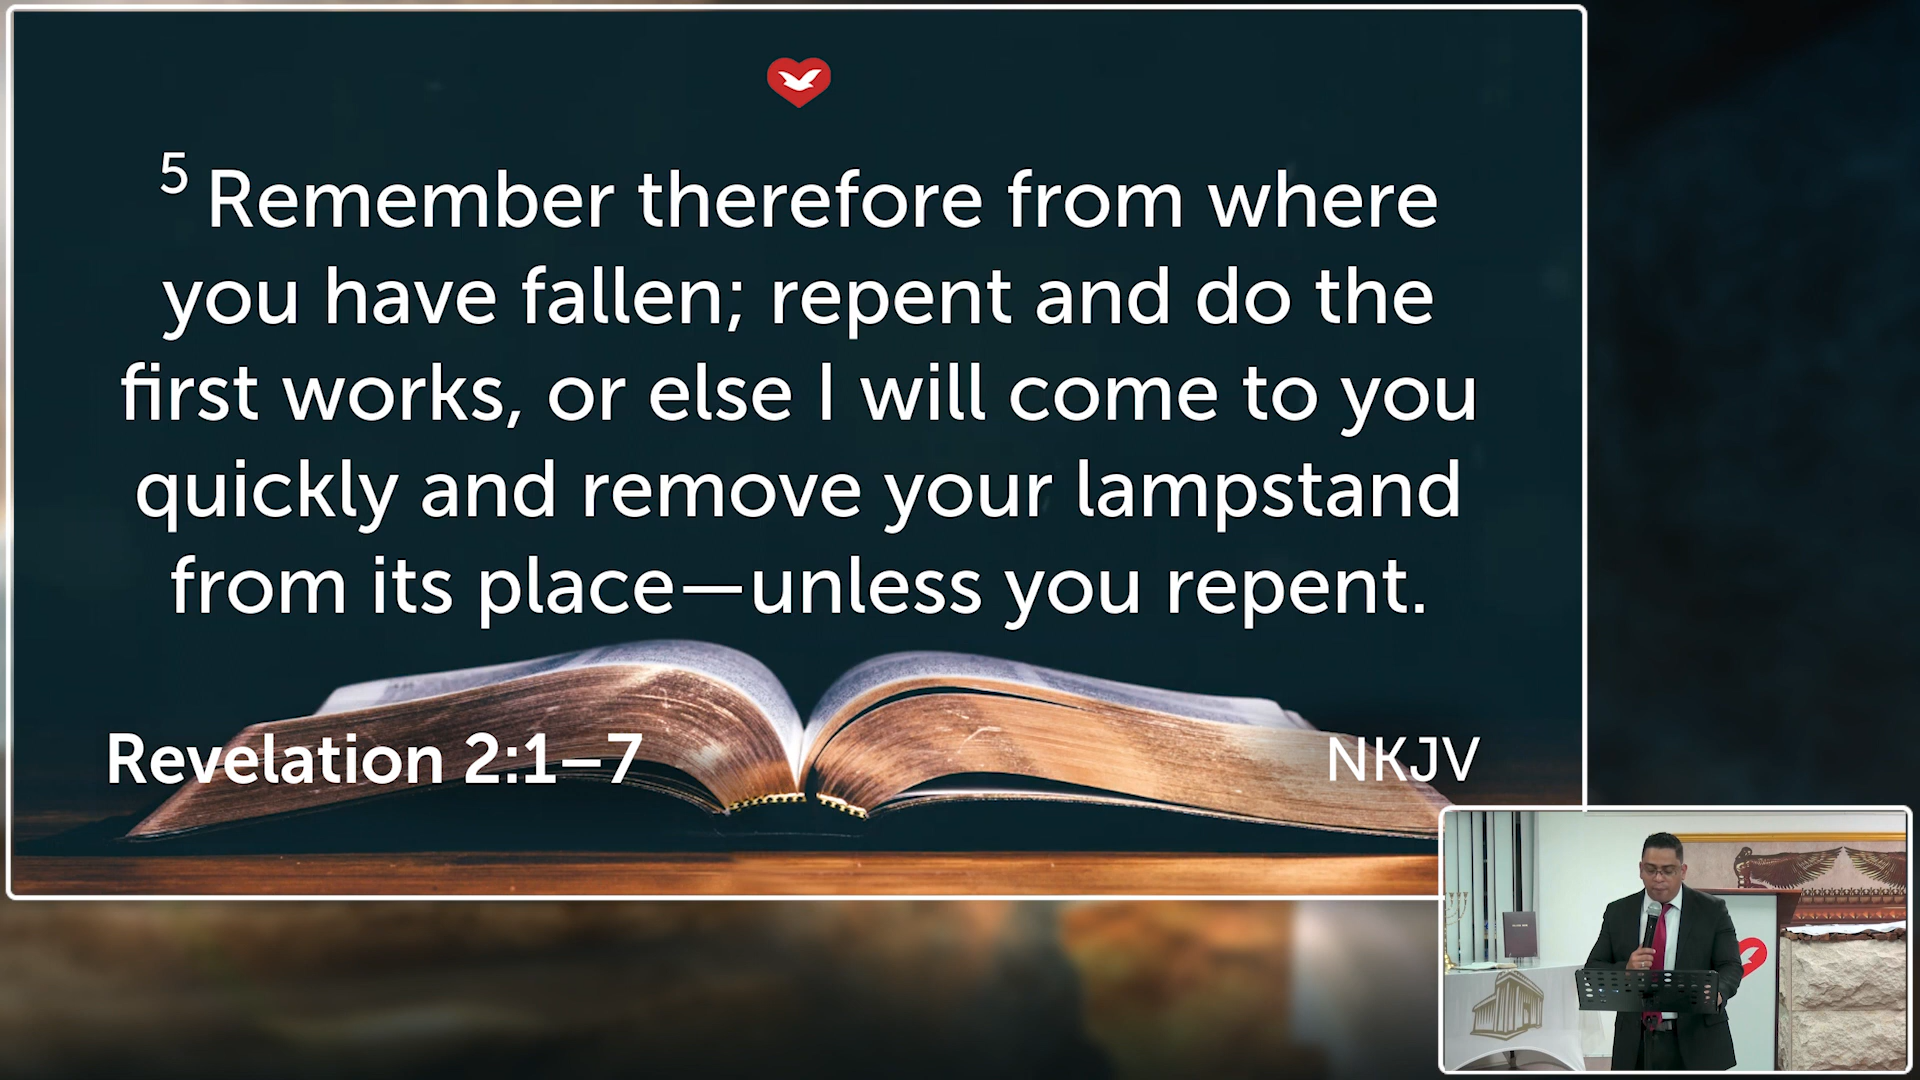 5 Remember therefore from where
you have fallen; repent and do the
first works, or else I will come to you
quickly and remove your lampstand
from its place—unless you repent.
Revelation 2:1–7
NKJV